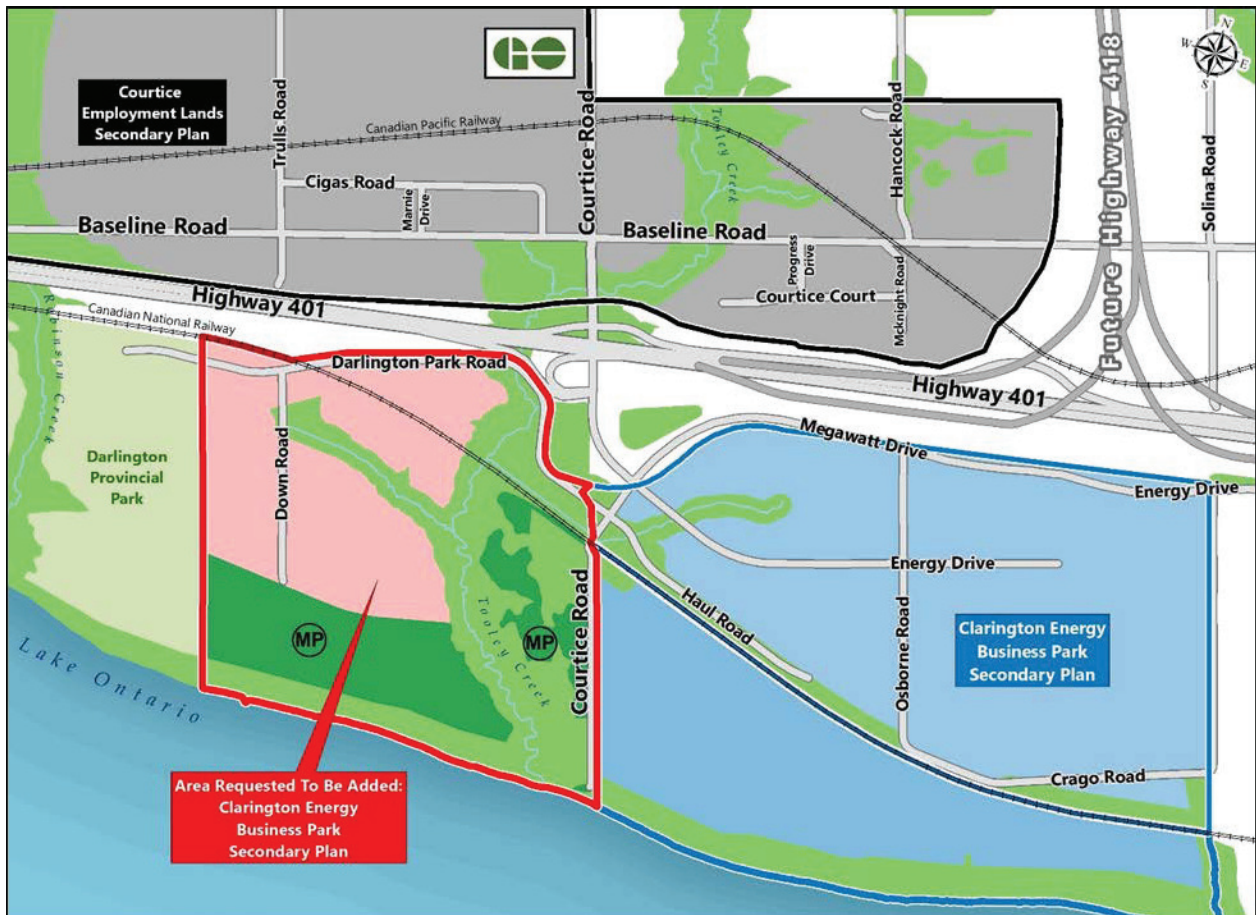 GO
N
W
E
S
Courtice
Employment Lands
Secondary Plan
Trulls Road
Canadian Pacific Railway
Courtice Road
Tooley Creek
Hancock Road
Future Highway 418
Solina Road
Cigas Road
Marnie
Drive
Baseline Road
Baseline Road
Progress
Drive
Mcknight Road
Courtice Court
Highway 401
Canadian National Railway
Robinson Creek
Darlington Park Road
Highway 401
Megawatt Drive
Energy Drive
Darlington
Provincial
Park
Down Road
Energy Drive
Haul Road
Osborne Road
Clarington Energy
Business Park
Secondary Plan
MP
MP
Tooley Creek
Courtice Road
Lake Ontario
Crago Road
Area Requested To Be Added:
Clarington Energy
Business Park
Secondary Plan